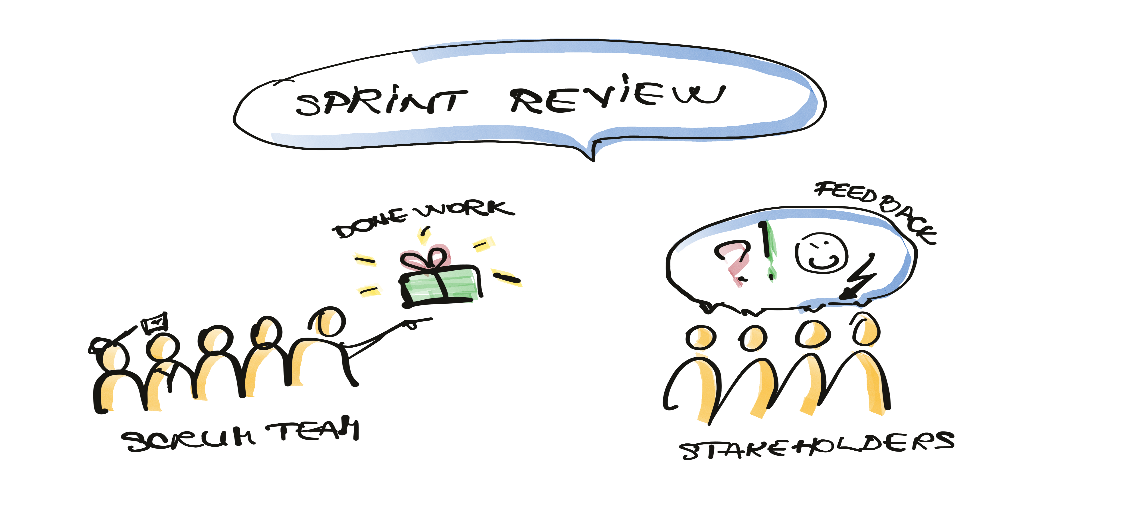 SPRINT REVIEW
FEEDBACK
DONE WORK
? !
SCRUM TEAM
STAKEHOLDERS